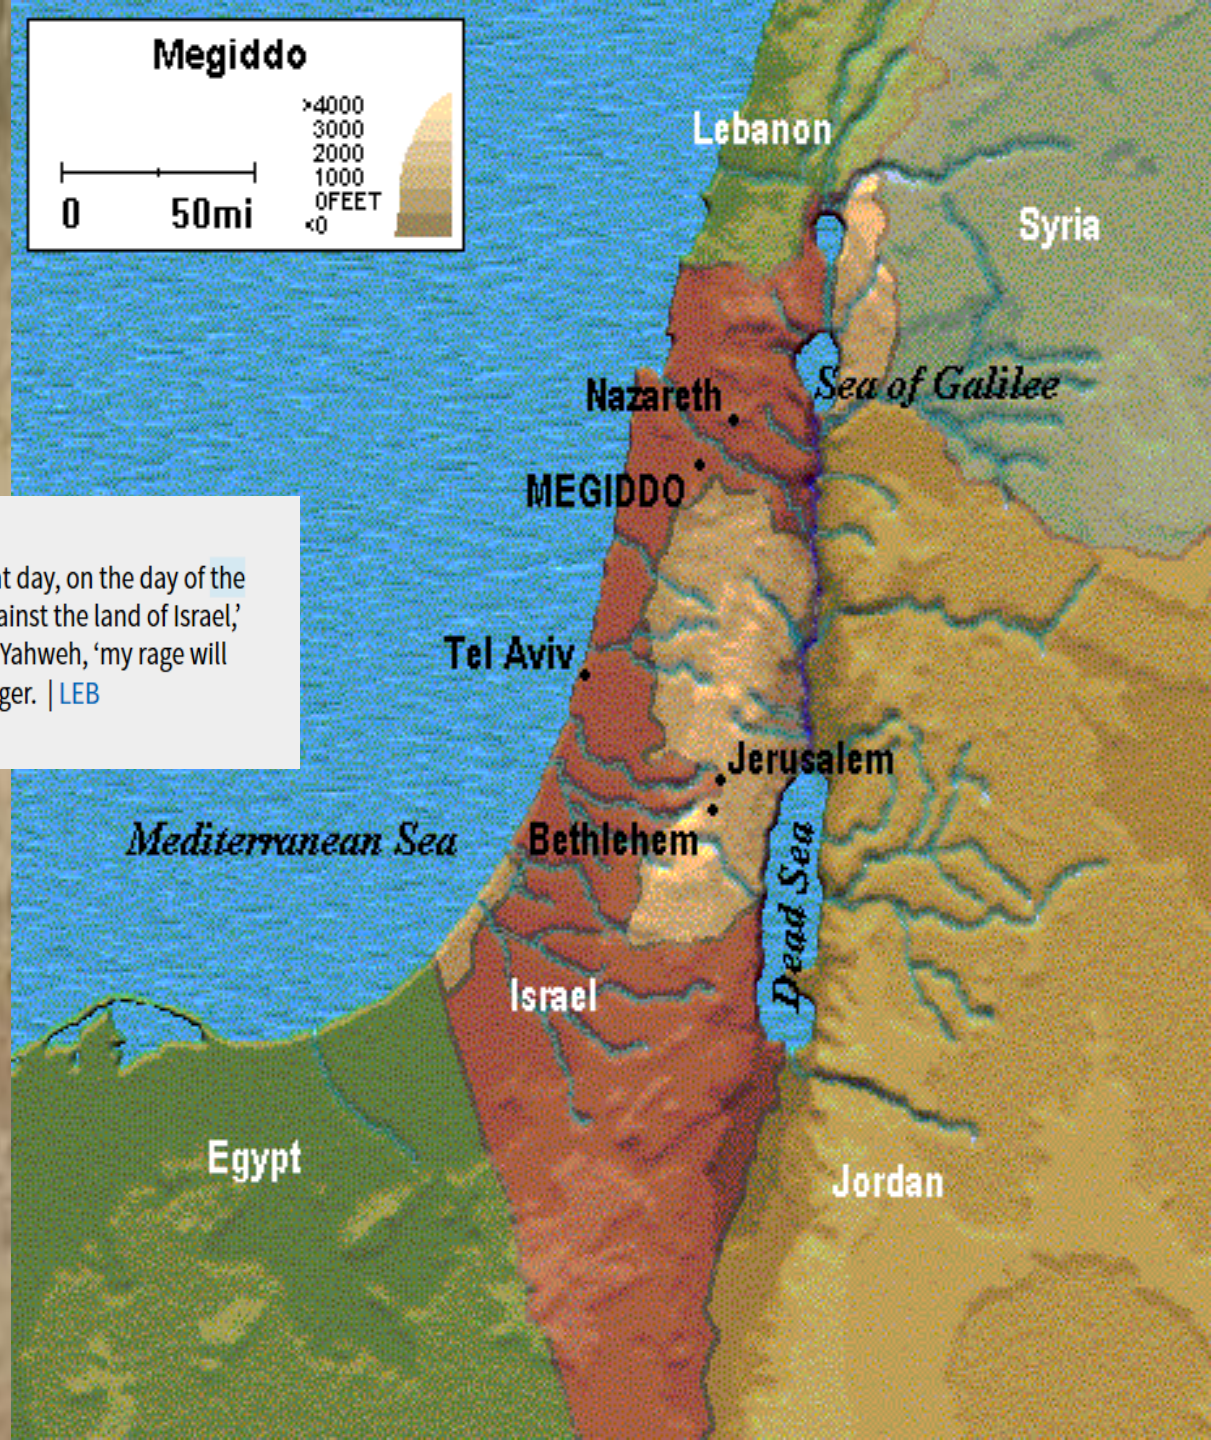 Megiddo
>4000
3000
2000
1000
0FEET
<0
0 50mi
Lebanon
Syria
Sea of Galilee
Nazareth
MEGIDDO
day, on the day of the
the land of Israel,’
Yahweh, ‘my rage will
| LEB
Tel Aviv
Jerusalem
Mediterranean Sea
Bethlehem
Dead Sea
Israel
Egypt
Jordan